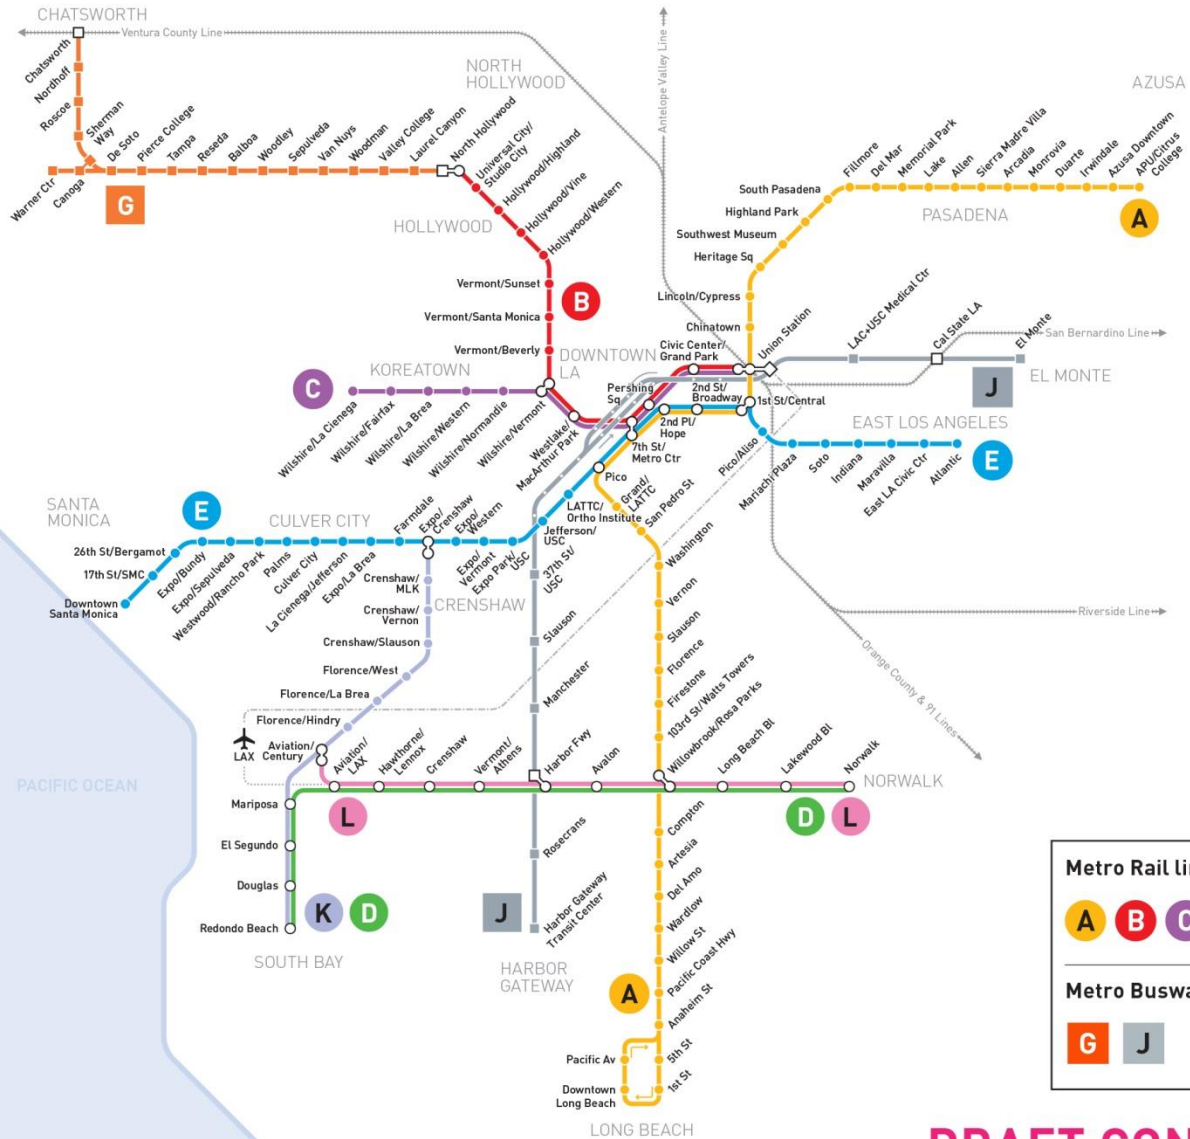 CHATSWORTH
Ventura County Line
Chatsworth
Nordhoff
Roscoe
Sherman
Way
De Soto
Pierce College
Tampa
Reseda
Balboa
Woodley
Sepulveda
Van Nuys
Woodman
Valley College
Laurel Canyon
Warner Ctr
Canoga
G
NORTH
HOLLYWOOD
North Hollywood
Universal City/
Studio City
Hollywood/Highland
Hollywood/Vine
Hollywood/Western
HOLLYWOOD
Vermont/Sunset
Vermont/Santa Monica
Vermont/Beverly
B
Antelope Valley Line
AZUSA
Fillmore
Del Mar
Memorial Park
Lake
Allen
Sierra Madre Villa
Arcadia
Monrovia
Duarte
Irwindale
Azusa Downtown
APU/Citrus
College
South Pasadena
Highland Park
Southwest Museum
Heritage Sq
Lincoln/Cypress
Chinatown
PASADENA
A
Civic Center/
Grand Park
Union Station
LAC+USC Medical Ctr
Cal State LA
El Monte
San Bernardino Line
EL MONTE
J
DOWNTOWN
LA
KOREATOWN
C
Wilshire/La Cienega
Wilshire/Fairfax
Wilshire/La Brea
Wilshire/Western
Wilshire/Normandie
Wilshire/Vermont
Westlake/
MacArthur Park
Pershing
Sq
2nd St/
Broadway
1st St/Central
2nd Pl/
Hope
7th St/
Metro Ctr
Pico/Aliso
Mariachi Plaza
Soto
Indiana
Maravilla
East LA Civic Ctr
Atlantic
EAST LOS ANGELES
E
Pico
Grand/
LATTC
San Pedro St
Washington
Vernon
Slauson
Florence
Firestone
103rd St/Watts Towers
Willowbrook/Rosa Parks
LATTC/
Ortho Institute
Jefferson/
USC
SANTA
MONICA
E
CULVER CITY
26th St/Bergamot
17th St/SMC
Downtown
Santa Monica
Expo/Bundy
Expo/Sepulveda
Westwood/Rancho Park
Palms
Culver City
La Cienega/Jefferson
Expo/La Brea
Farmdale
Expo/
Crenshaw
Expo/
Western
Expo/
Vermont
Expo Park/
USC
37th St/
USC
Slauson
Manchester
Crenshaw/
MLK
Crenshaw/
Vernon
CRENSHAW
Crenshaw/Slauson
Florence/West
Florence/La Brea
Florence/Hindry
LAX
Aviation/
Century
Aviation/
LAX
Hawthorne/
Lennox
Crenshaw
Vermont/
Athens
Harbor Fwy
Avalon
Long Beach Bl
Lakewood Bl
Norwalk
NORWALK
Riverside Line
Orange County & 91 Lines
PACIFIC OCEAN
L
D
L
Mariposa
El Segundo
Douglas
Redondo Beach
K
D
SOUTH BAY
J
Rosecrans
Harbor Gateway
Transit Center
HARBOR
GATEWAY
Compton
Artesia
Del Amo
Wardlow
Willow St
Pacific Coast Hwy
Anaheim St
A
Pacific Av
5th St
Downtown
Long Beach
1st St
LONG BEACH
Metro Rail li
A
B
C
Metro Buswa
G
J
DRAFT CON